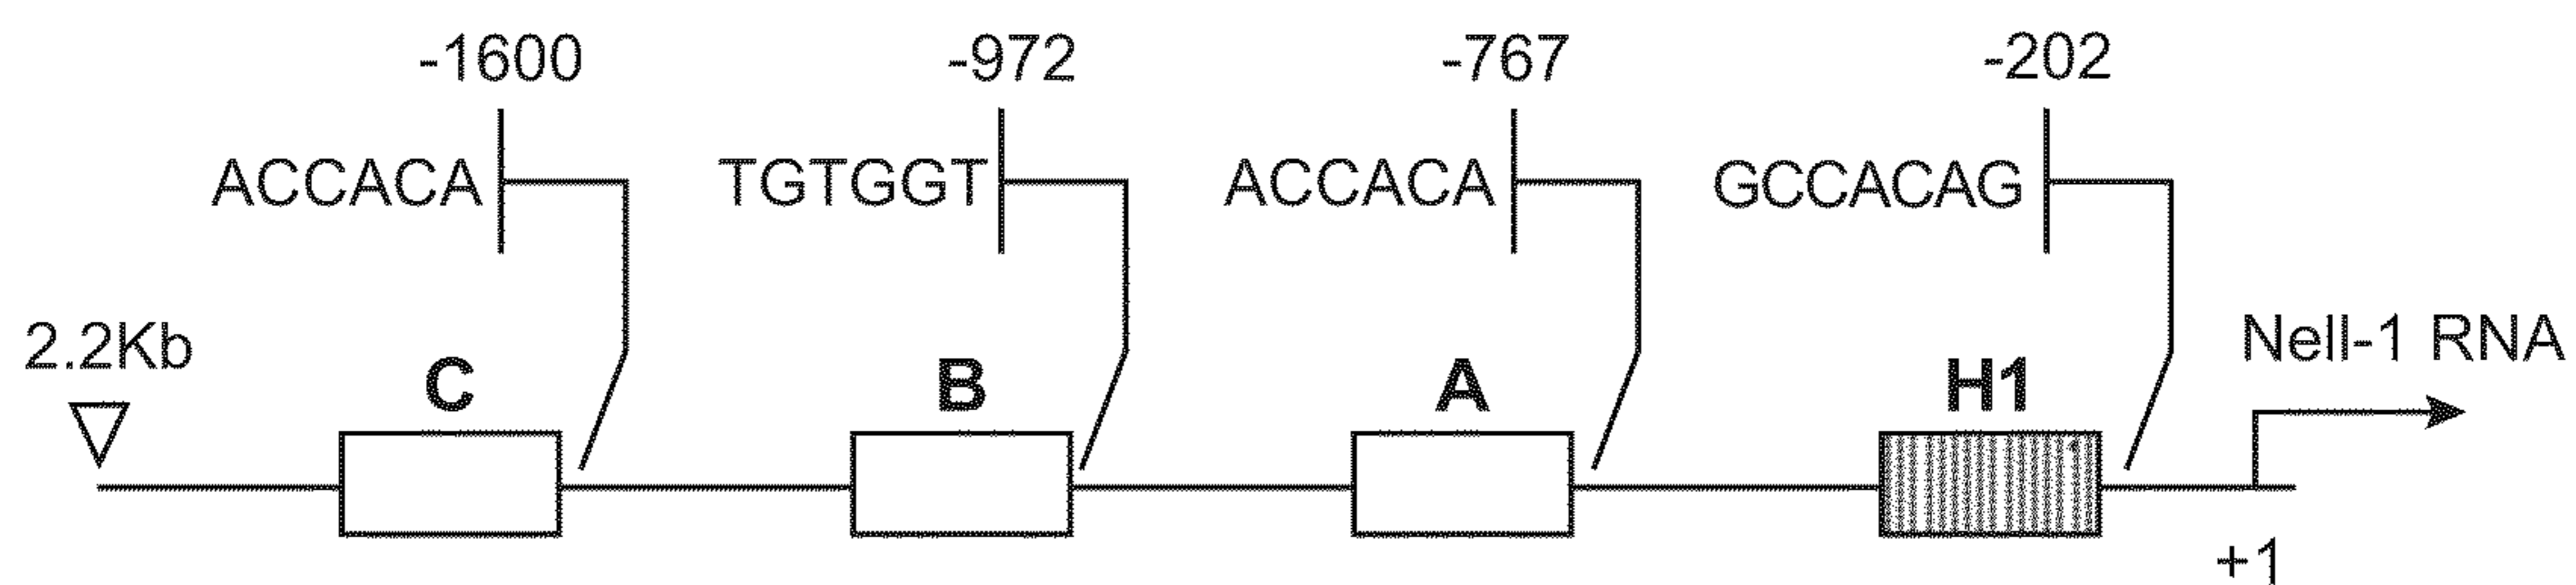 -1600 -972 -767 -202
ACCACA TGTGGT ACCACA GCCACAG
2.2Kb Nell-1 RNA
C B A H1
+1